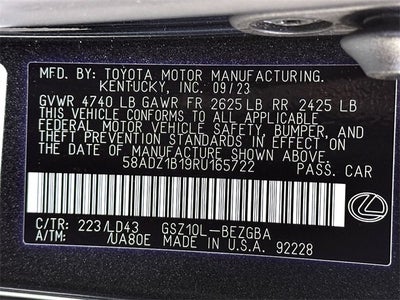 MFD. BY: TOYOTA MOTOR MANUFACTURING.
KENTUCKY, INC. 09/23
GVWR 4740 LB GAWR FR 2625 LB RR 2425 LB
THIS VEHICLE CONFORMS TO ALL APPLICABLE
FEDERAL MOTOR VEHICLE SAFETY, BUMPER, AND
THEFT PREVENTION STANDARDS IN EFFECT ON
THE DATE OF MANUFACTURE SHOWN ABOVE.
58ADZ1B19RU165722 PASS. CAR
C/TR: 223/LD43 GSZ10L-BEZGBA
A/TM: /UA80E MADE IN U.S.A. 92228